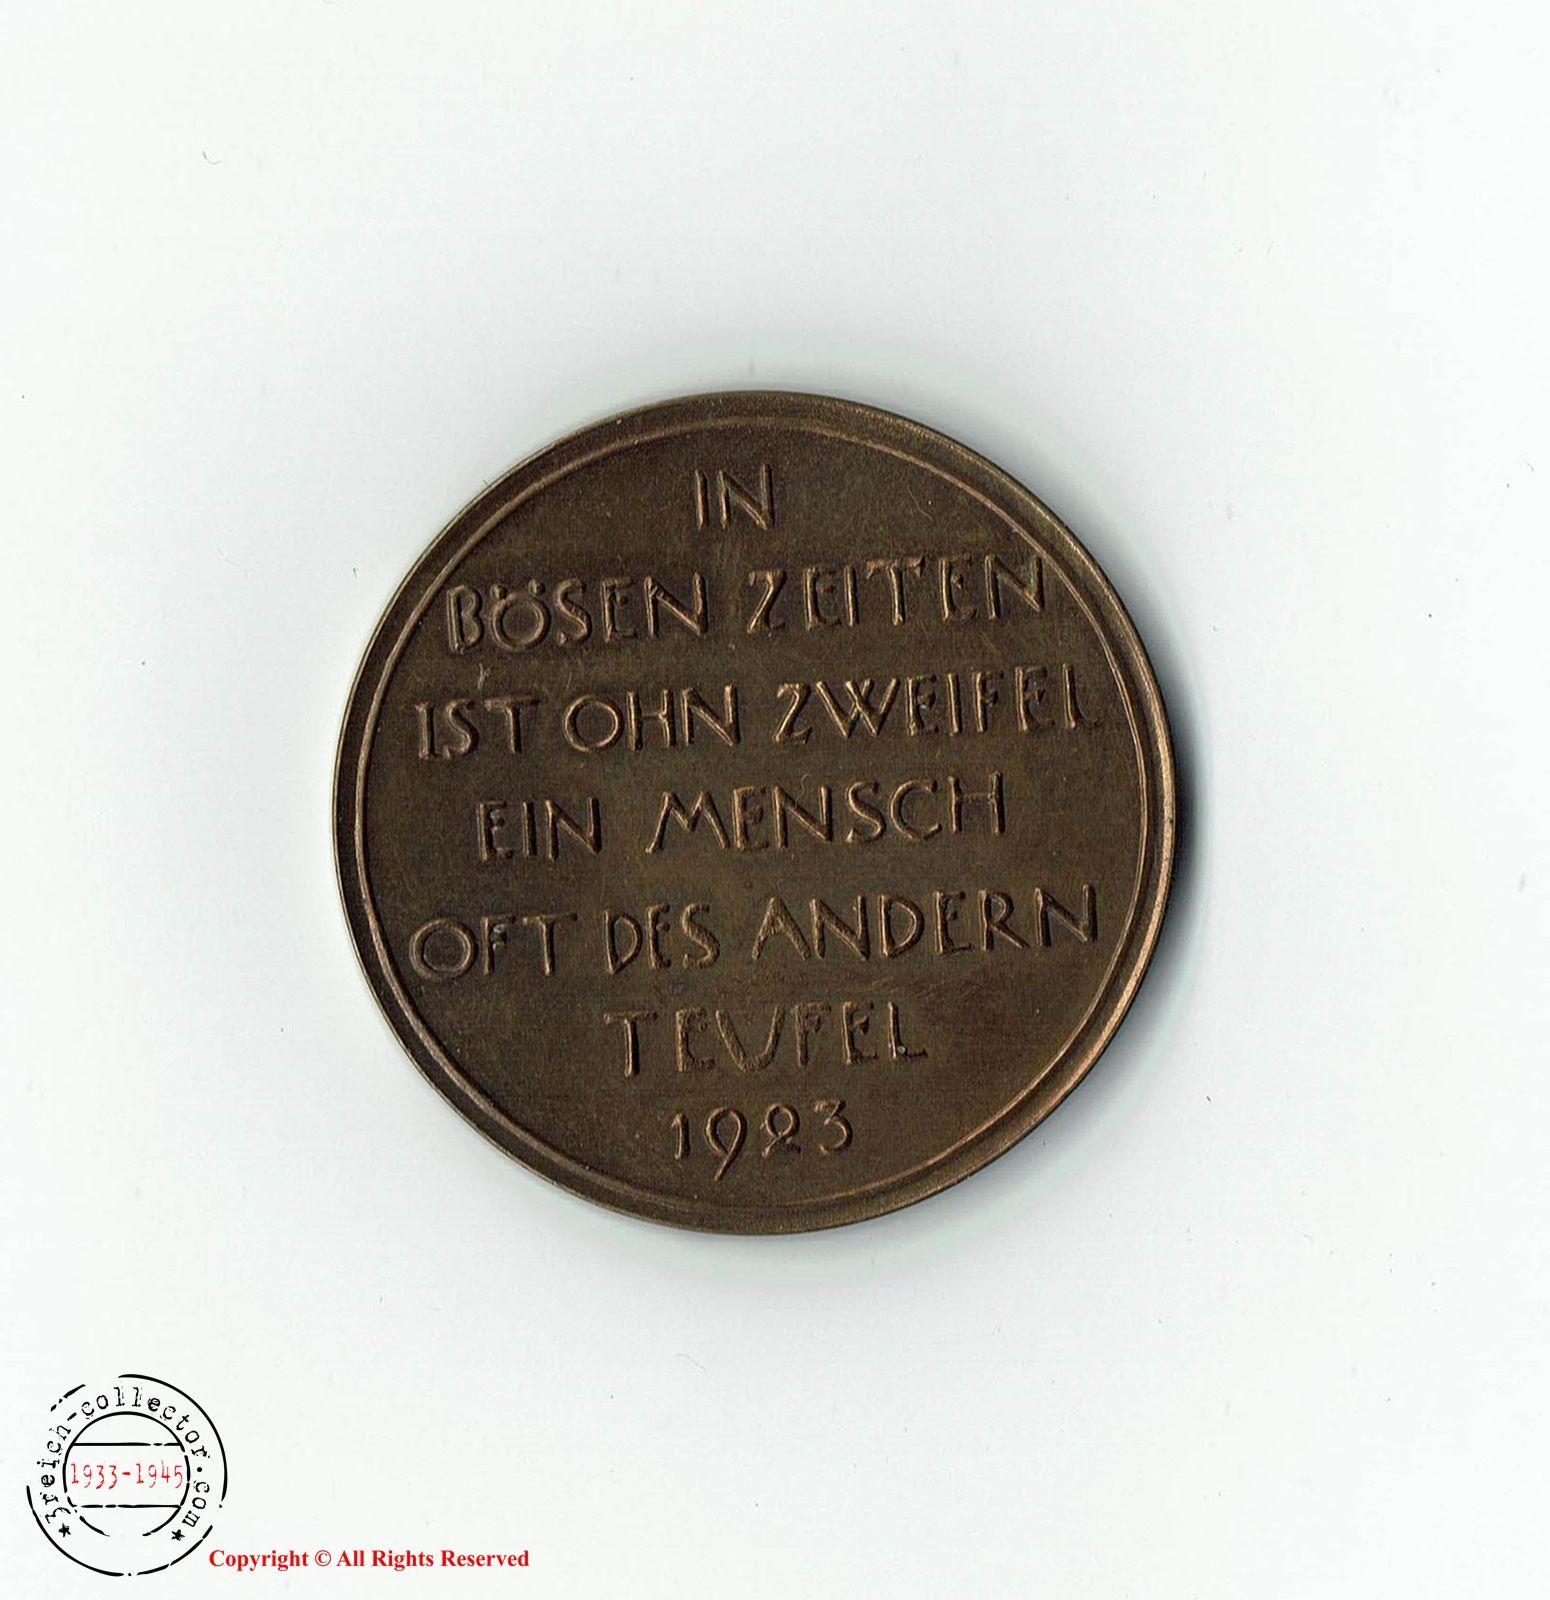 IN
BÖSEN ZEITEN
IST OHN ZWEIFEL
EIN MENSCH
OFT DES ANDERN
TEUFEL
1923
3reich-collector.com
1933-1945
Copyright © All Rights Reserved